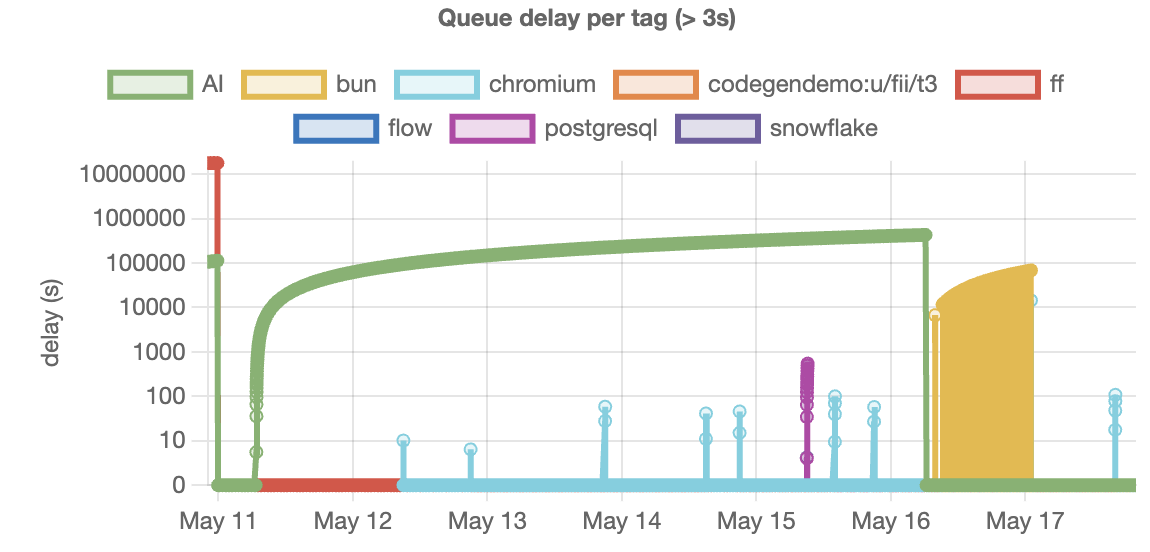 Queue delay per tag (> 3s)
AI bun chromium codegendemo:u/fii/t3 ff
flow postgresql snowflake
delay (s)
10000000
1000000
100000
10000
1000
100
10
0
May 11 May 12 May 13 May 14 May 15 May 16 May 17